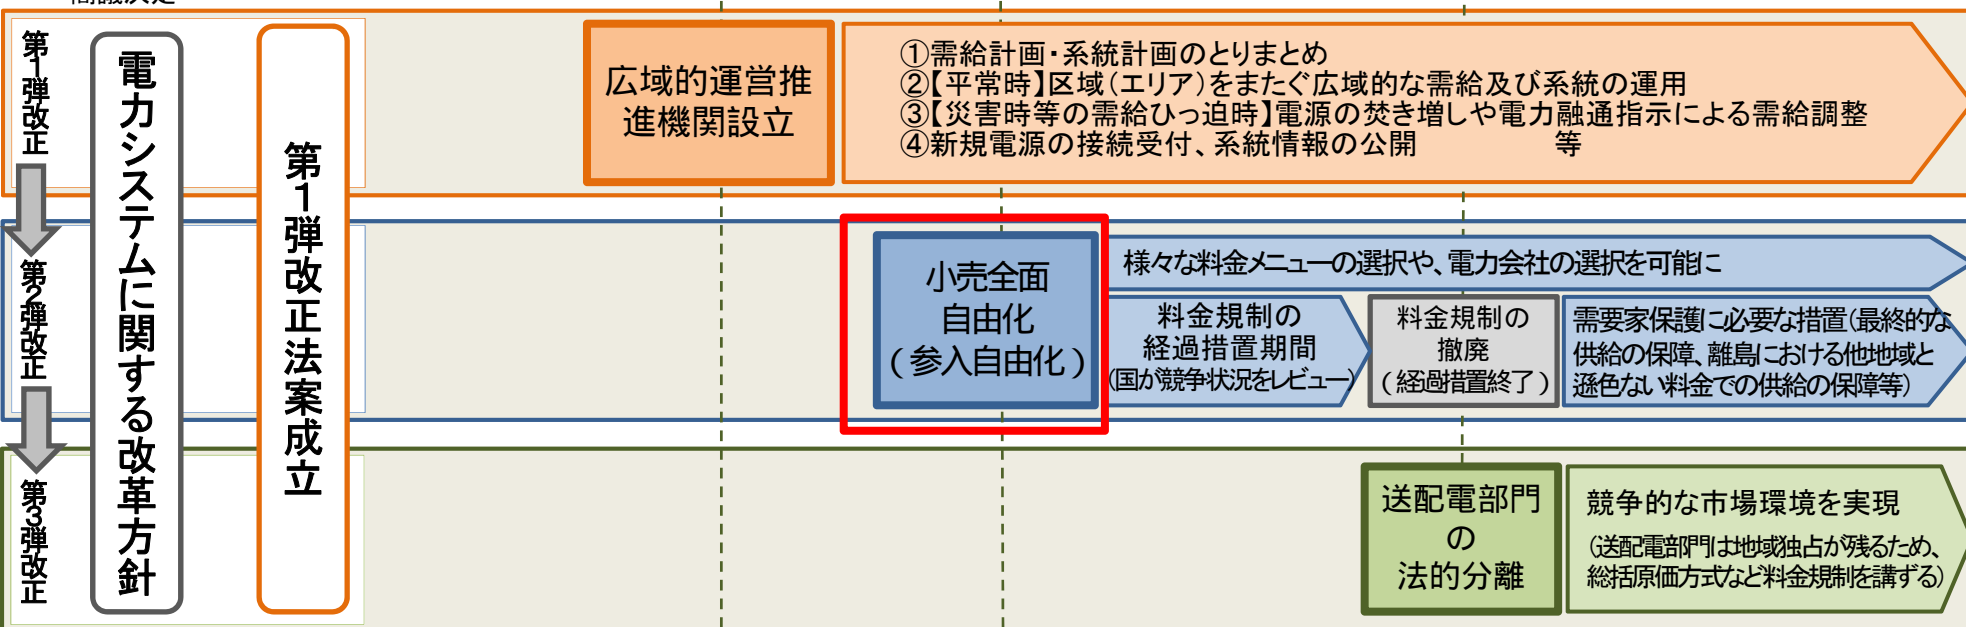 第1弾改正
電力システムに関する改革方針
第1弾改正法案成立
広域的運営推
進機関設立
①需給計画・系統計画のとりまとめ
②【平常時】区域(エリア)をまたぐ広域的な需給及び系統の運用
③【災害時等の需給ひっ迫時】電源の焚き増しや電力融通指示による需給調整
④新規電源の接続受付、系統情報の公開 等
第2弾改正
小売全面
自由化
(参入自由化)
様々な料金メニューの選択や、電力会社の選択を可能に
料金規制の
経過措置期間
(国が競争状況をレビュー)
料金規制の
撤廃
(経過措置終了)
需要家保護に必要な措置(最終的な
供給の保障、離島における他地域と
遜色ない料金での供給の保障等)
第3弾改正
送配電部門
の
法的分離
競争的な市場環境を実現
(送配電部門は地域独占が残るため、
総括原価方式など料金規制を講ずる)